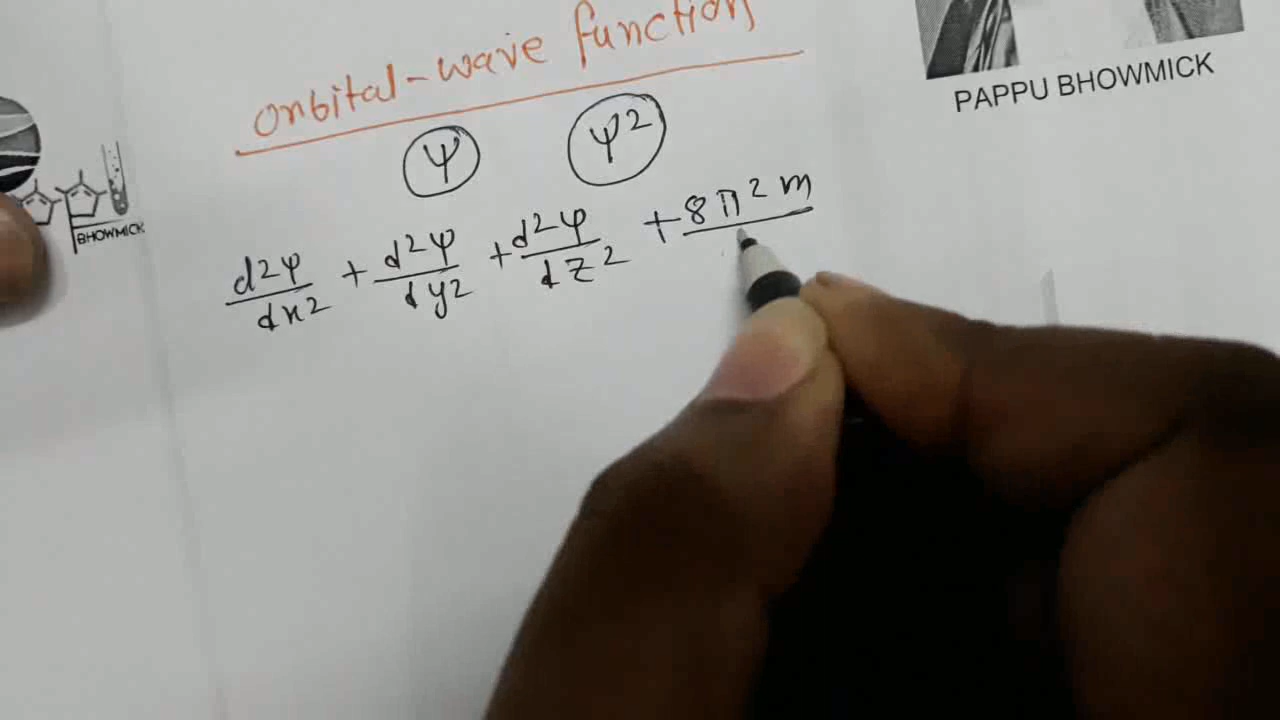 orbital-wave function
PAPPU BHOWMICK
ψ ψ2
BHOWMICK
d2ψ/dx2 + d2ψ/dy2 + d2ψ/dz2 + 8π2m